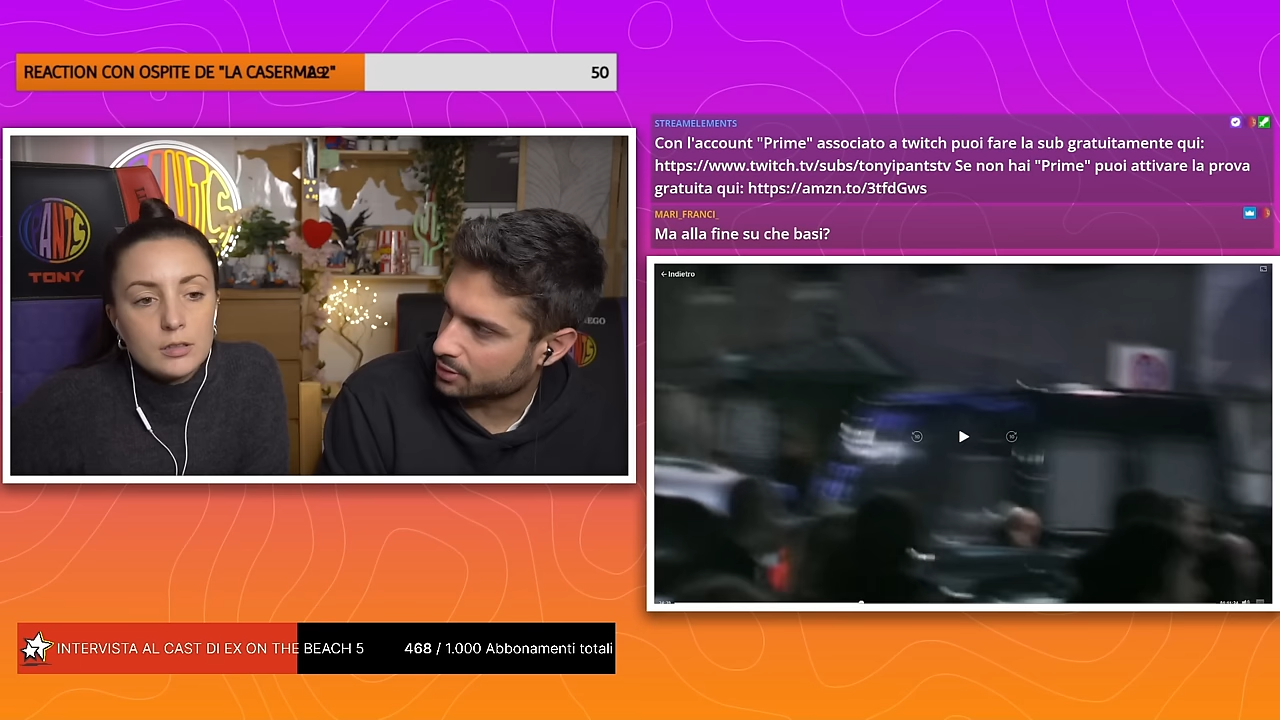 REACTION CON OSPITE DE "LA CASERMA 2"
50
STREAMELEMENTS
Con l'account "Prime" associato a twitch puoi fare la sub gratuitamente qui:
https://www.twitch.tv/subs/tonyipantstv Se non hai "Prime" puoi attivare la prova
gratuita qui: https://amzn.to/3tfdGws
MARI_FRANCI_
Ma alla fine su che basi?
Indietro
PANTS
TONY
INTERVISTA AL CAST DI EX ON THE BEACH 5
468 / 1.000 Abbonamenti totali